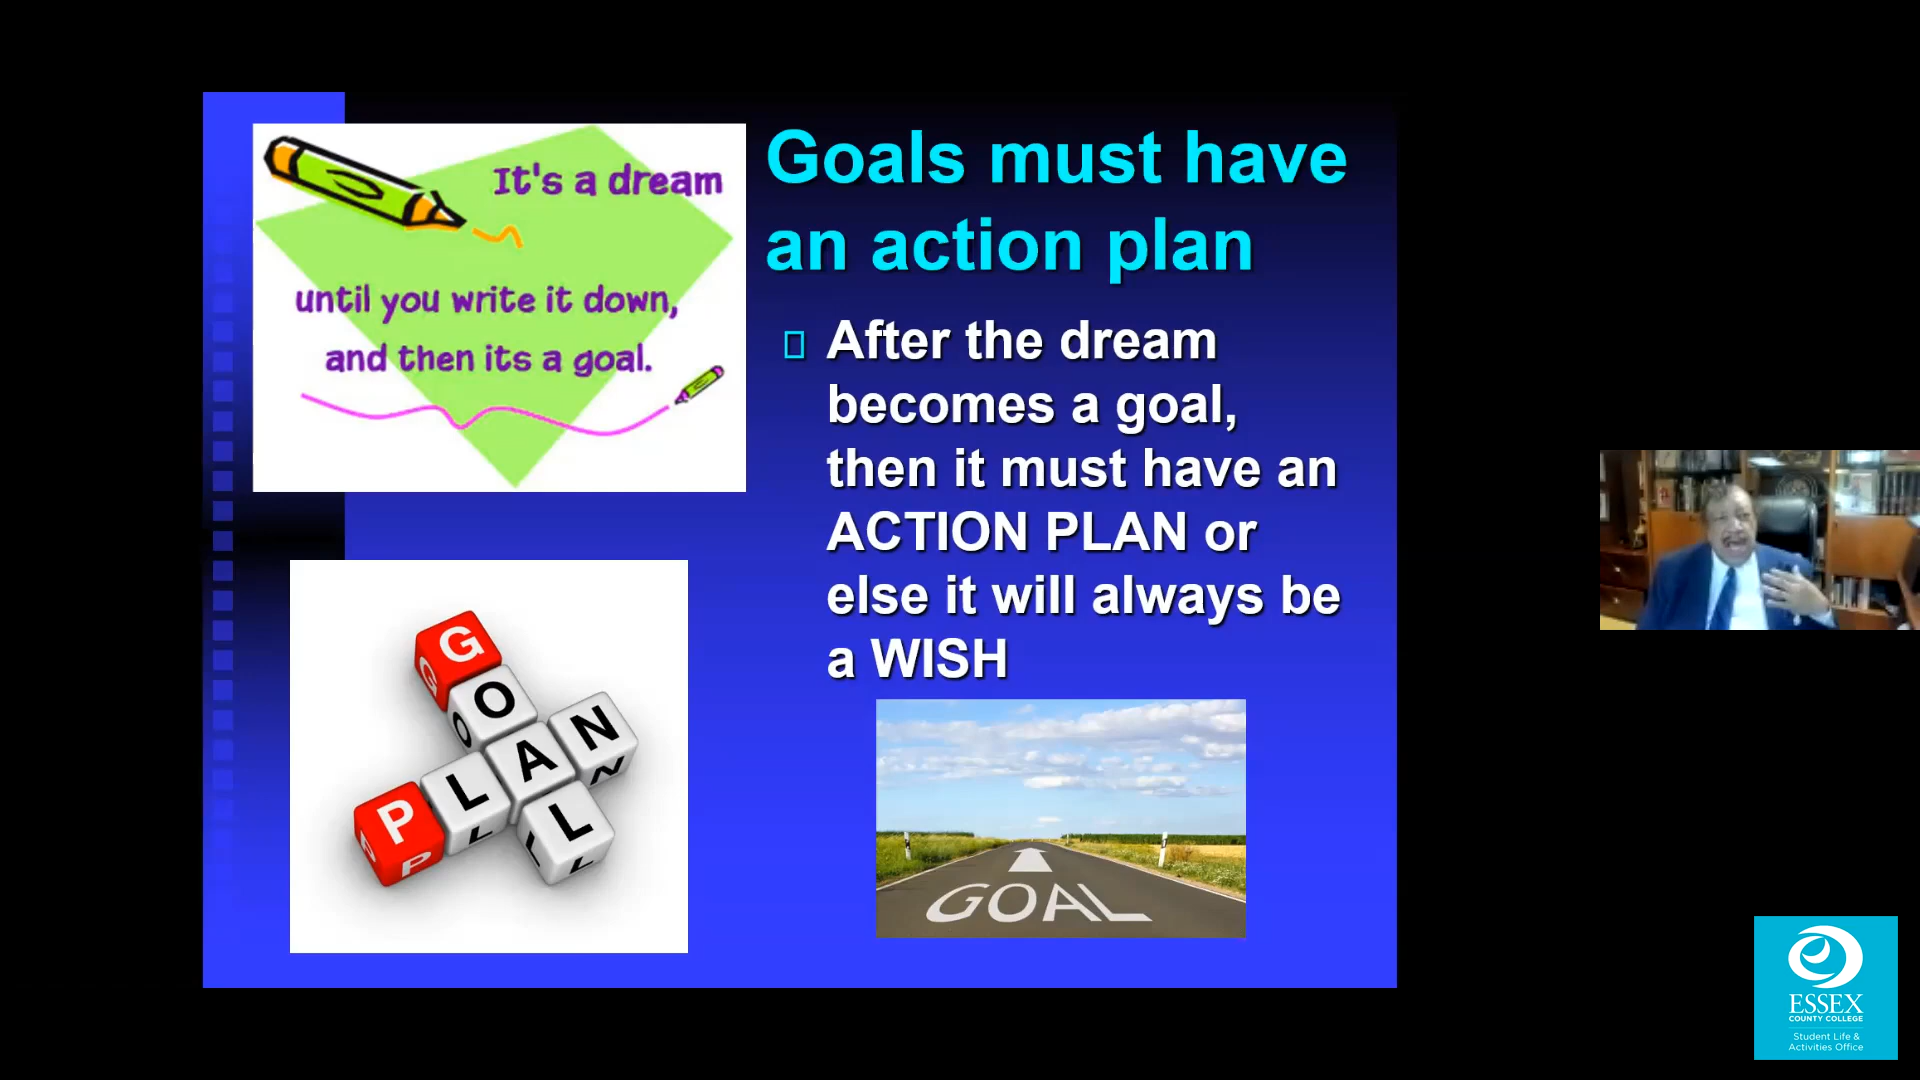 It's a dream
until you write it down,
and then its a goal.
Goals must have
an action plan
After the dream
becomes a goal,
then it must have an
ACTION PLAN or
else it will always be
a WISH
GOAL
PLAN
GOAL
ESSEX
COUNTY COLLEGE
Student Life &
Activities Office